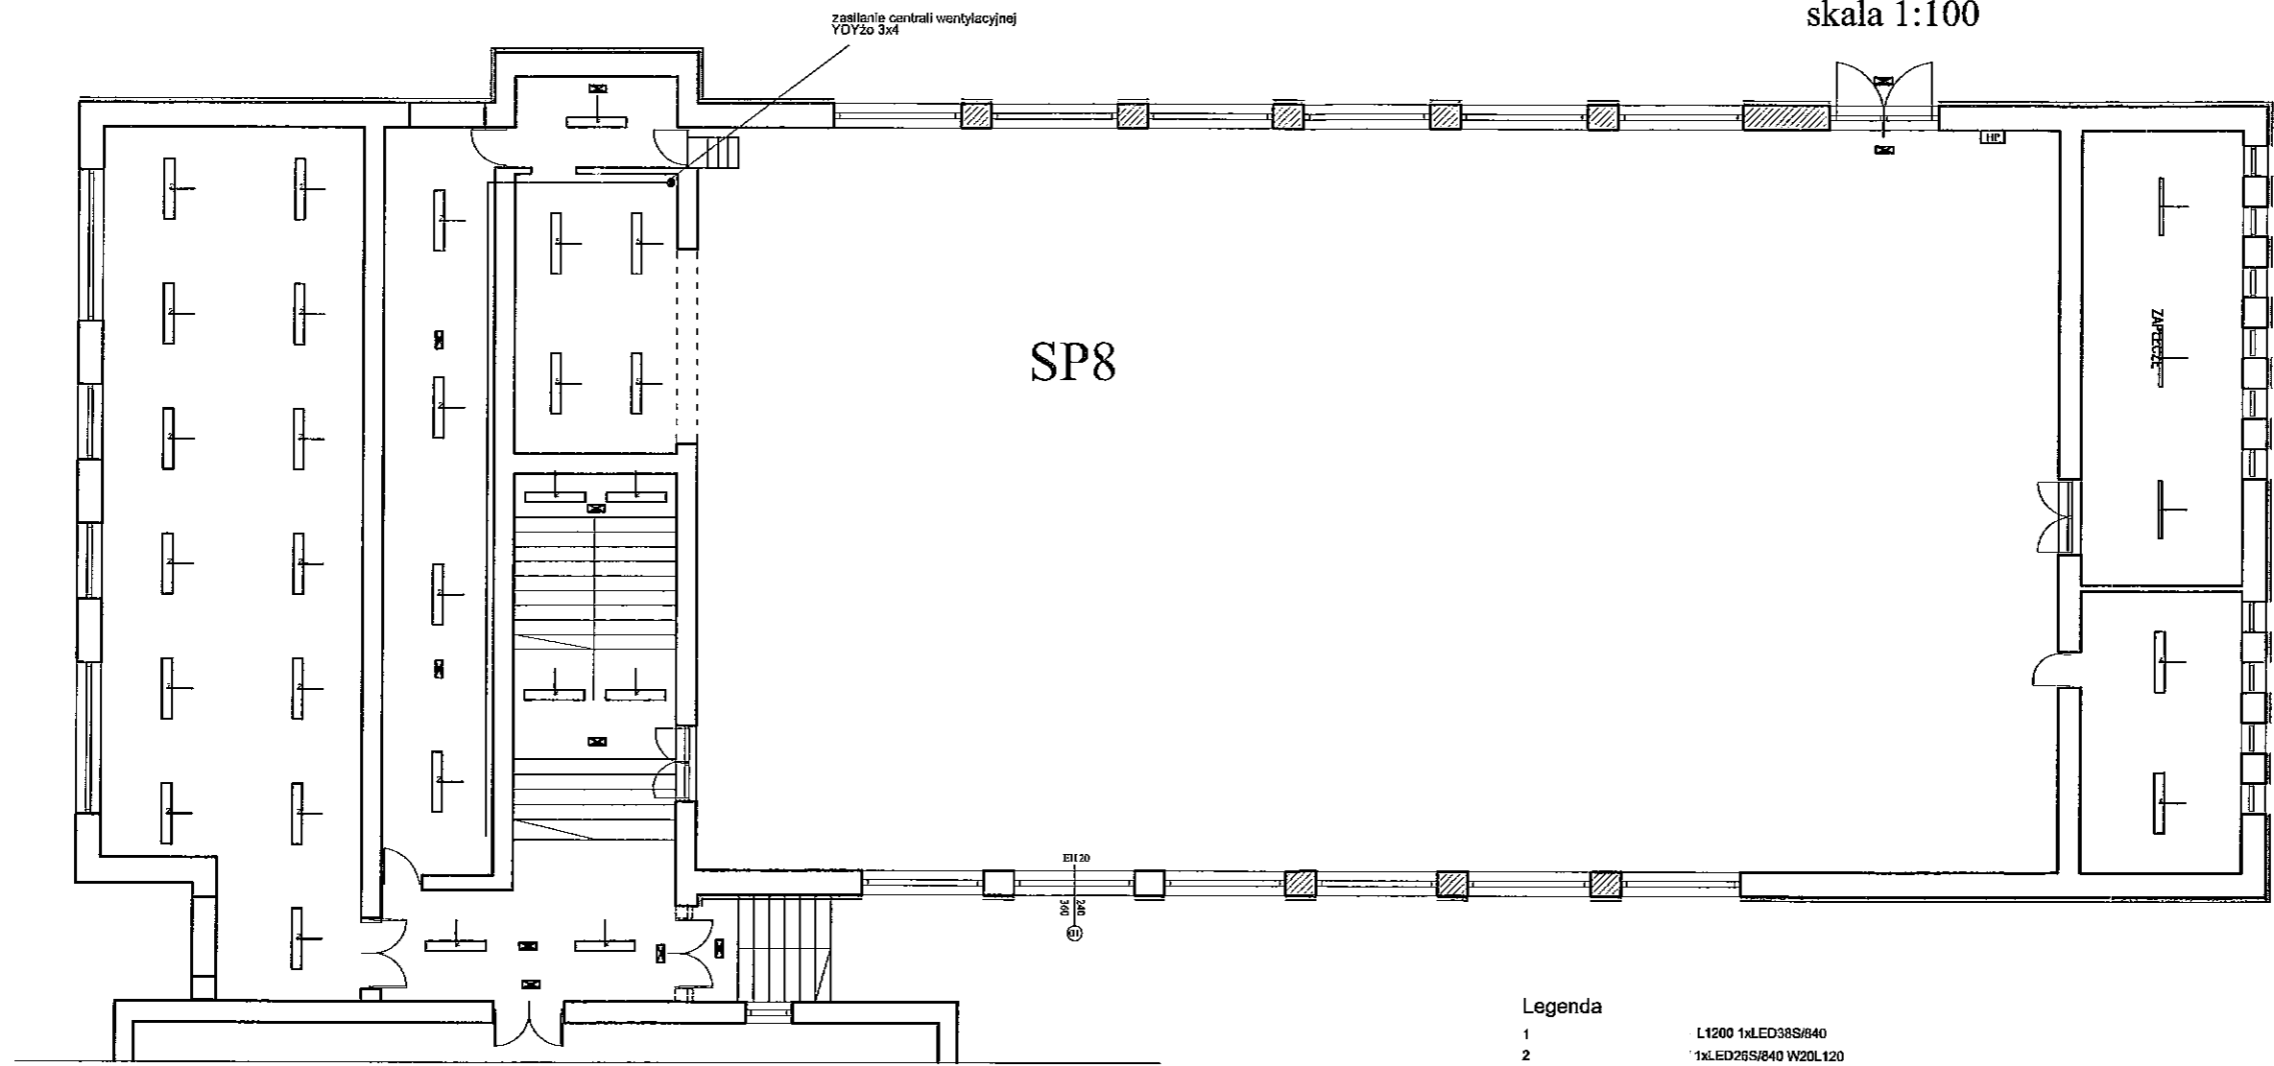 zasilanie centrali wentylacyjnej
YDYżo 3x4
skala 1:100
HP
SP8
ZAPLECZE
EI120
240
360
Legenda
1 L1200 1xLED38S/840
2 1xLED26S/840 W20L120